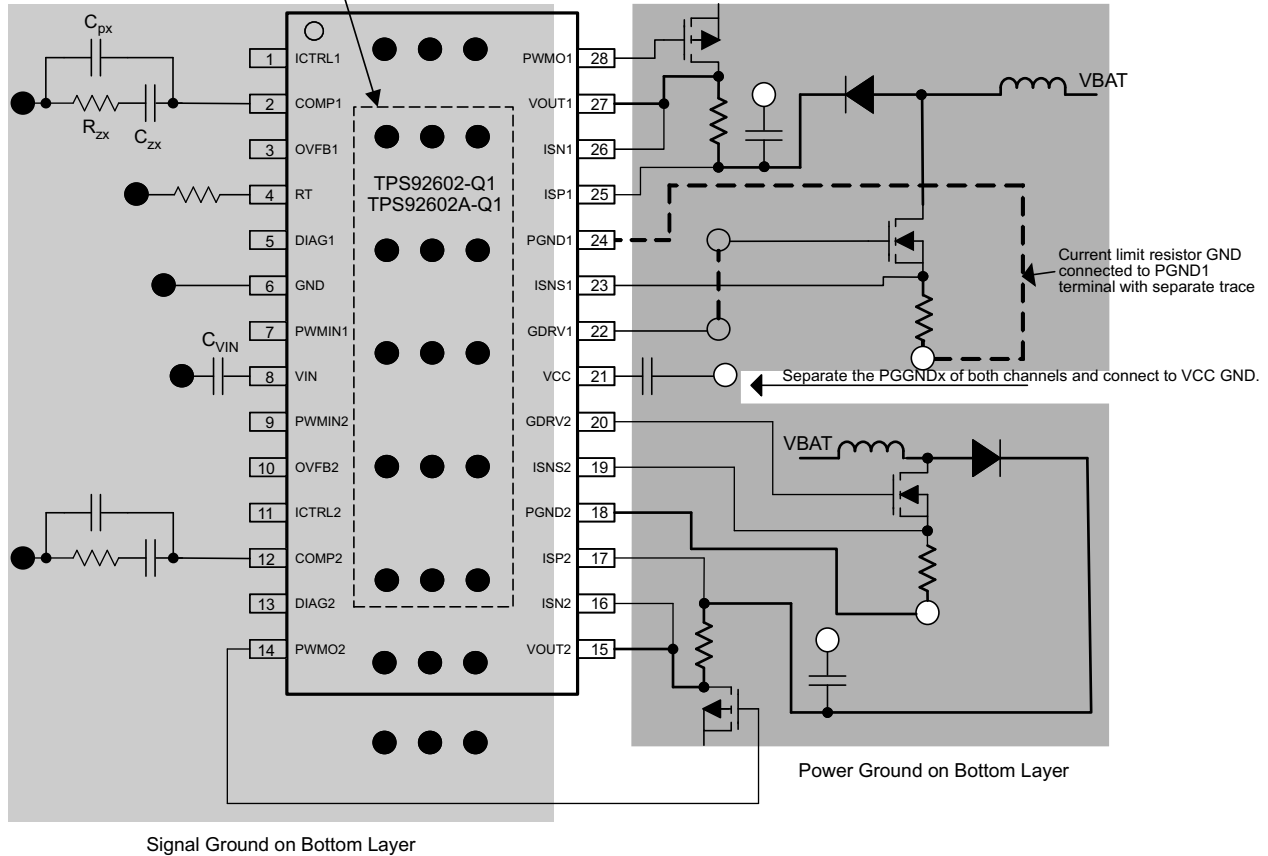 Cpx
Rzx
Czx
1 ICTRL1
2 COMP1
3 OVFB1
4 RT
5 DIAG1
6 GND
7 PWMIN1
CVIN
8 VIN
9 PWMIN2
10 OVFB2
11 ICTRL2
12 COMP2
13 DIAG2
14 PWMO2
TPS92602-Q1
TPS92602A-Q1
PWMO1 28
VOUT1 27
ISN1 26
ISP1 25
PGND1 24
ISNS1 23
GDRV1 22
VCC 21
GDRV2 20
ISNS2 19
PGND2 18
ISP2 17
ISN2 16
VOUT2 15
VBAT
Current limit resistor GND
connected to PGND1
terminal with separate trace
Separate the PGGNDx of both channels and connect to VCC GND.
VBAT
Power Ground on Bottom Layer
Signal Ground on Bottom Layer